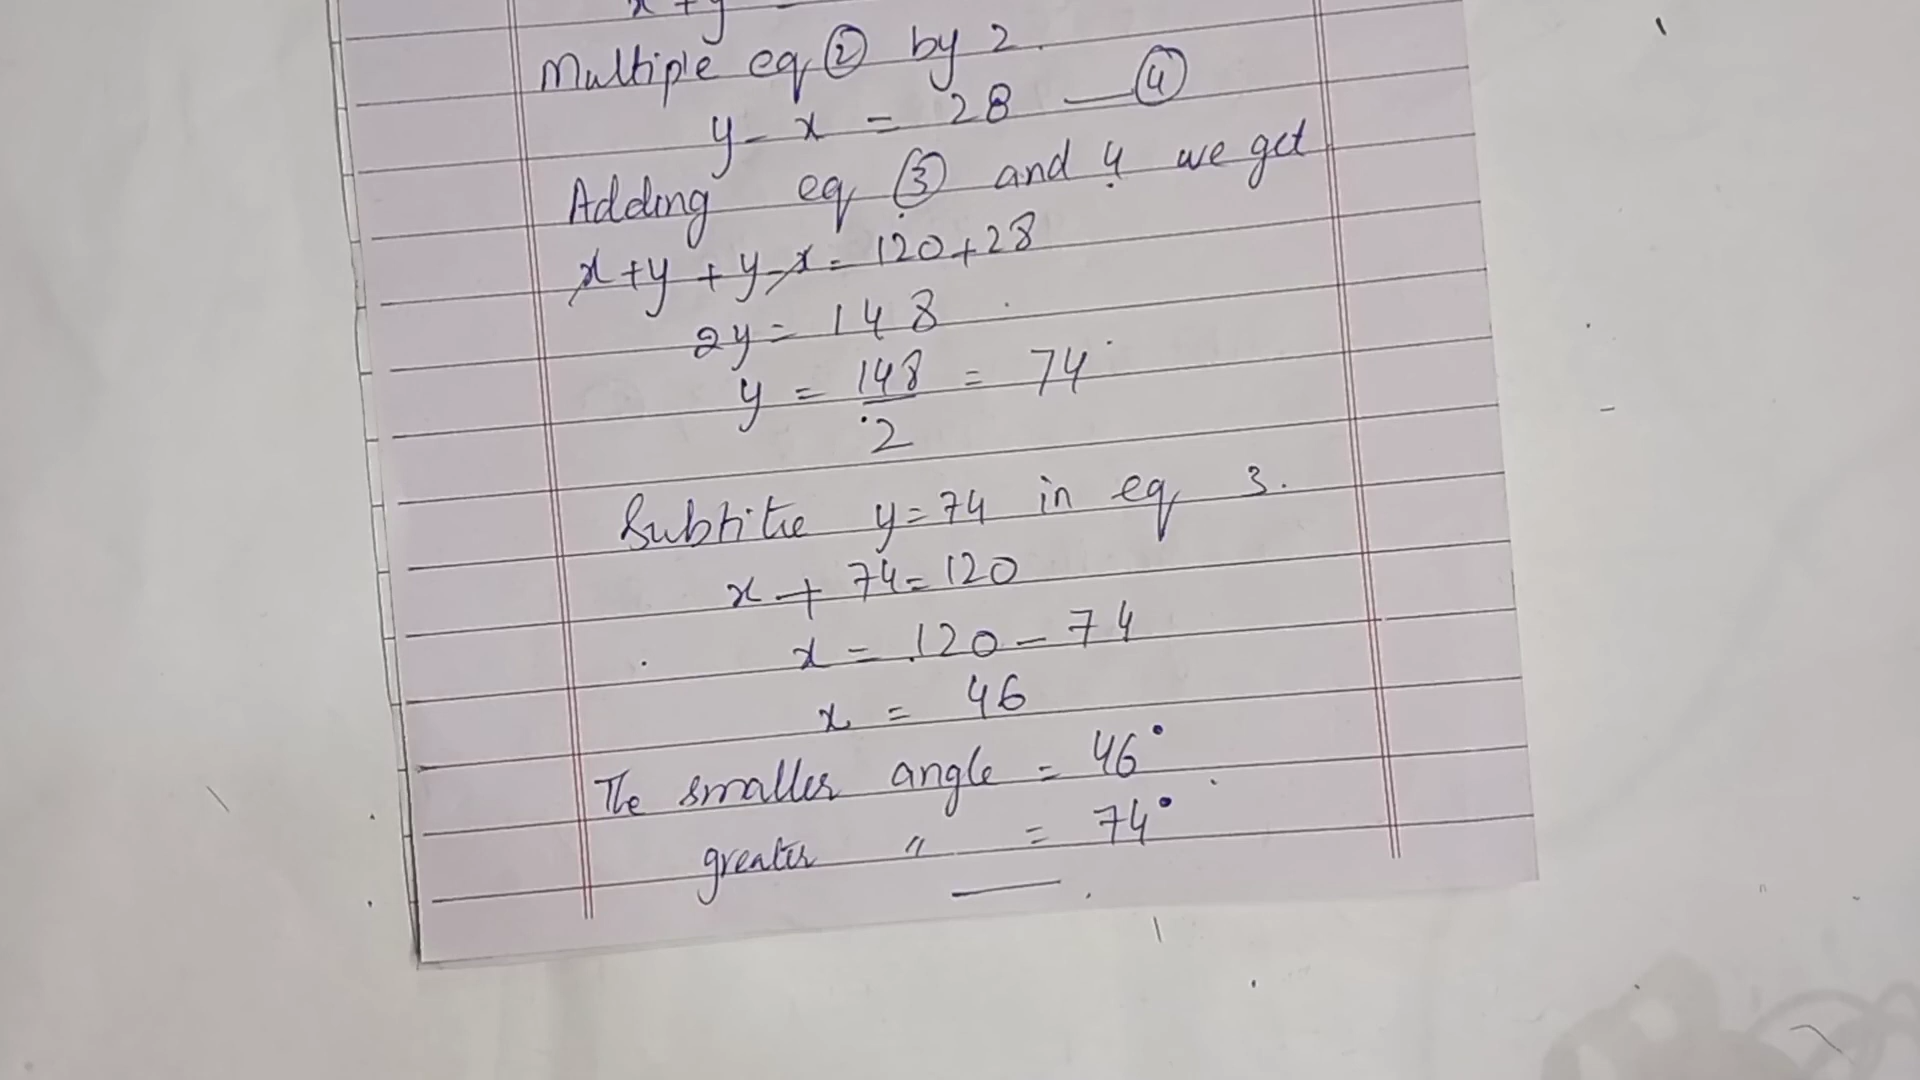 x + y
Multiple eq ② by 2.
y - x = 28 — ④
Adding eq ③ and 4 we get
x + y + y - x = 120 + 28
2y = 148
y = 148/2 = 74
Subtitue y = 74 in eq 3.
x + 74 = 120
x = 120 - 74
x = 46
The smaller angle = 46°
greater " = 74°